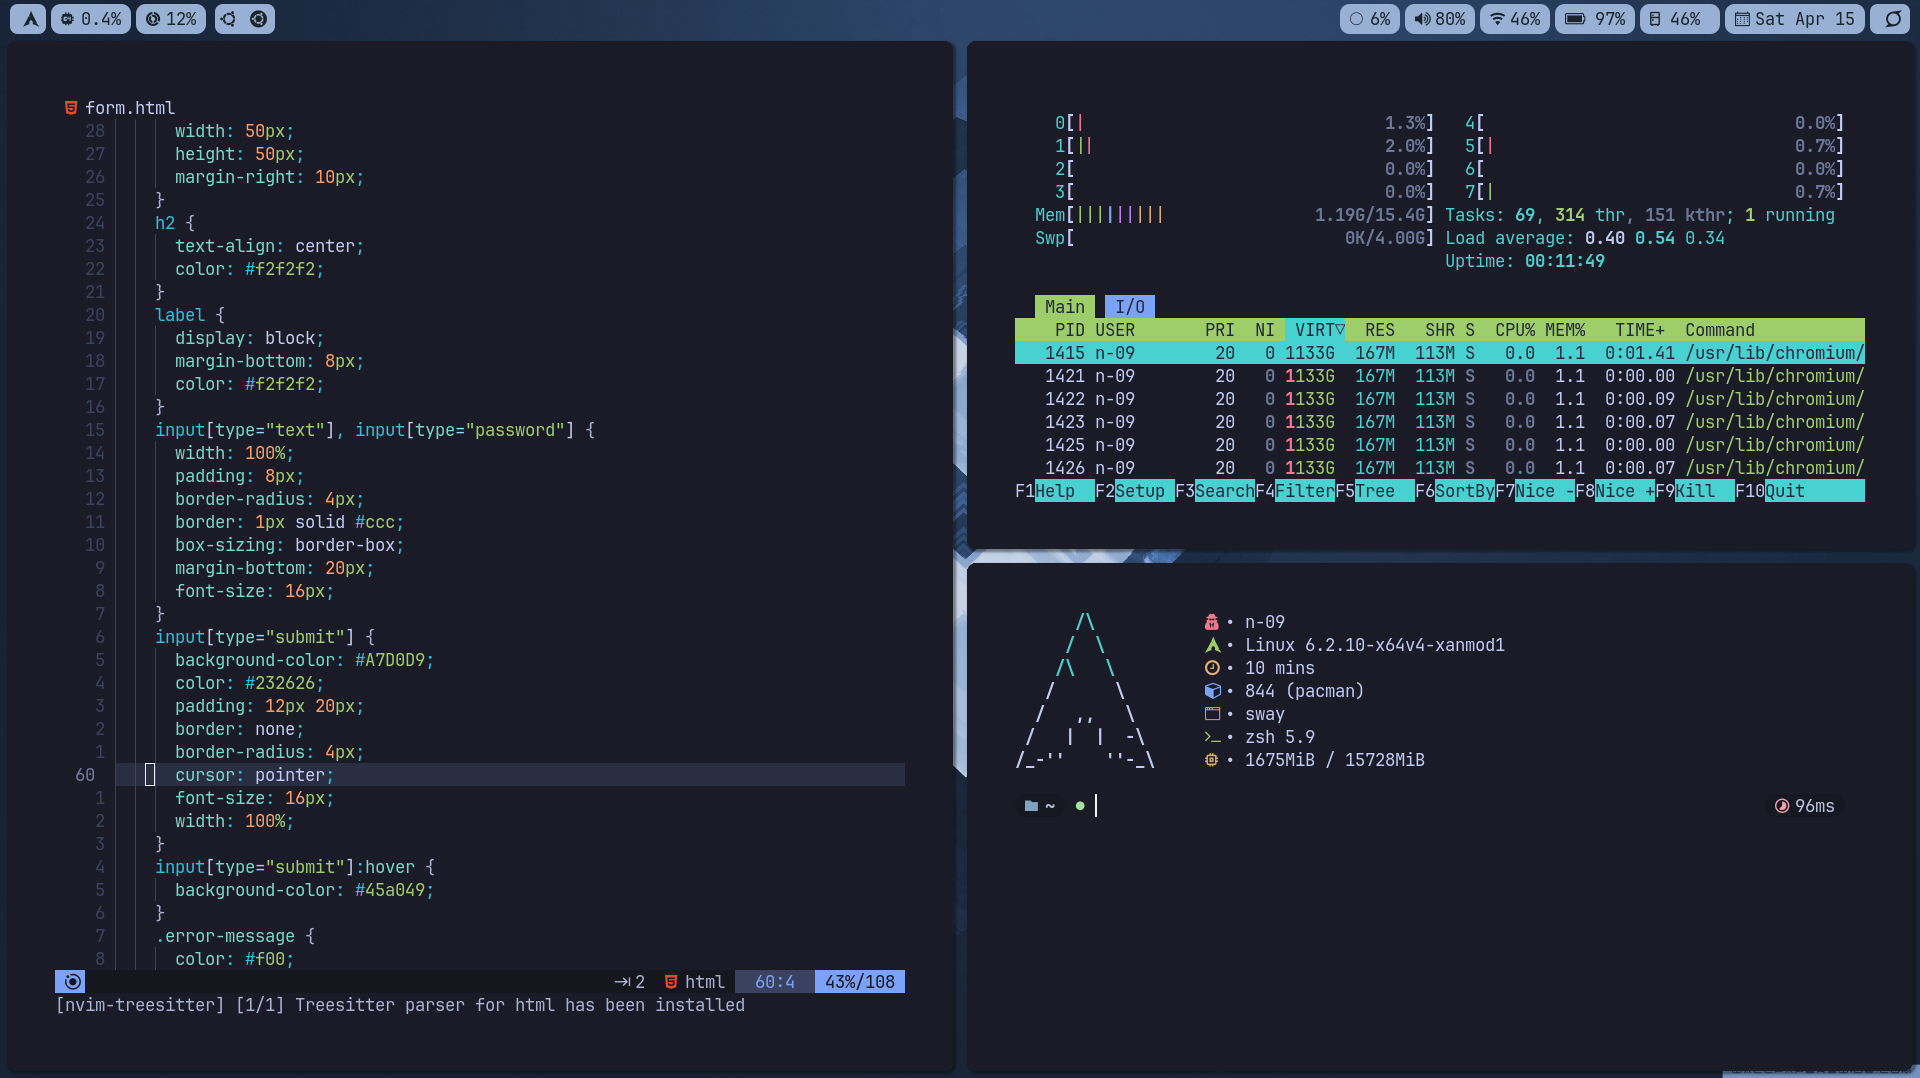 0.4% 12%
6% 80% 46% 97% 46% Sat Apr 15
form.html
28 width: 50px;
27 height: 50px;
26 margin-right: 10px;
25 }
24 h2 {
23 text-align: center;
22 color: #f2f2f2;
21 }
20 label {
19 display: block;
18 margin-bottom: 8px;
17 color: #f2f2f2;
16 }
15 input[type="text"], input[type="password"] {
14 width: 100%;
13 padding: 8px;
12 border-radius: 4px;
11 border: 1px solid #ccc;
10 box-sizing: border-box;
9 margin-bottom: 20px;
8 font-size: 16px;
7 }
6 input[type="submit"] {
5 background-color: #A7D0D9;
4 color: #232626;
3 padding: 12px 20px;
2 border: none;
1 border-radius: 4px;
60 cursor: pointer;
1 font-size: 16px;
2 width: 100%;
3 }
4 input[type="submit"]:hover {
5 background-color: #45a049;
6 }
7 .error-message {
8 color: #f00;
2 html 60:4 43%/108
[nvim-treesitter] [1/1] Treesitter parser for html has been installed
0[| 1.3%] 4[ 0.0%]
1[|| 2.0%] 5[| 0.7%]
2[ 0.0%] 6[ 0.0%]
3[ 0.0%] 7[| 0.7%]
Mem[||||||||| 1.19G/15.4G] Tasks: 69, 314 thr, 151 kthr; 1 running
Swp[ 0K/4.00G] Load average: 0.40 0.54 0.34
Uptime: 00:11:49
Main I/O
PID USER PRI NI VIRT▽ RES SHR S CPU% MEM% TIME+ Command
1415 n-09 20 0 1133G 167M 113M S 0.0 1.1 0:01.41 /usr/lib/chromium/
1421 n-09 20 0 1133G 167M 113M S 0.0 1.1 0:00.00 /usr/lib/chromium/
1422 n-09 20 0 1133G 167M 113M S 0.0 1.1 0:00.09 /usr/lib/chromium/
1423 n-09 20 0 1133G 167M 113M S 0.0 1.1 0:00.07 /usr/lib/chromium/
1425 n-09 20 0 1133G 167M 113M S 0.0 1.1 0:00.00 /usr/lib/chromium/
1426 n-09 20 0 1133G 167M 113M S 0.0 1.1 0:00.07 /usr/lib/chromium/
F1Help F2Setup F3SearchF4FilterF5Tree F6SortByF7Nice -F8Nice +F9Kill F10Quit
/\
/ \
/\ \
/ \
/ ,, \
/ | | -\
/_-'' ''-_\
• n-09
• Linux 6.2.10-x64v4-xanmod1
• 10 mins
• 844 (pacman)
• sway
• zsh 5.9
• 1675MiB / 15728MiB
~ ● 96ms